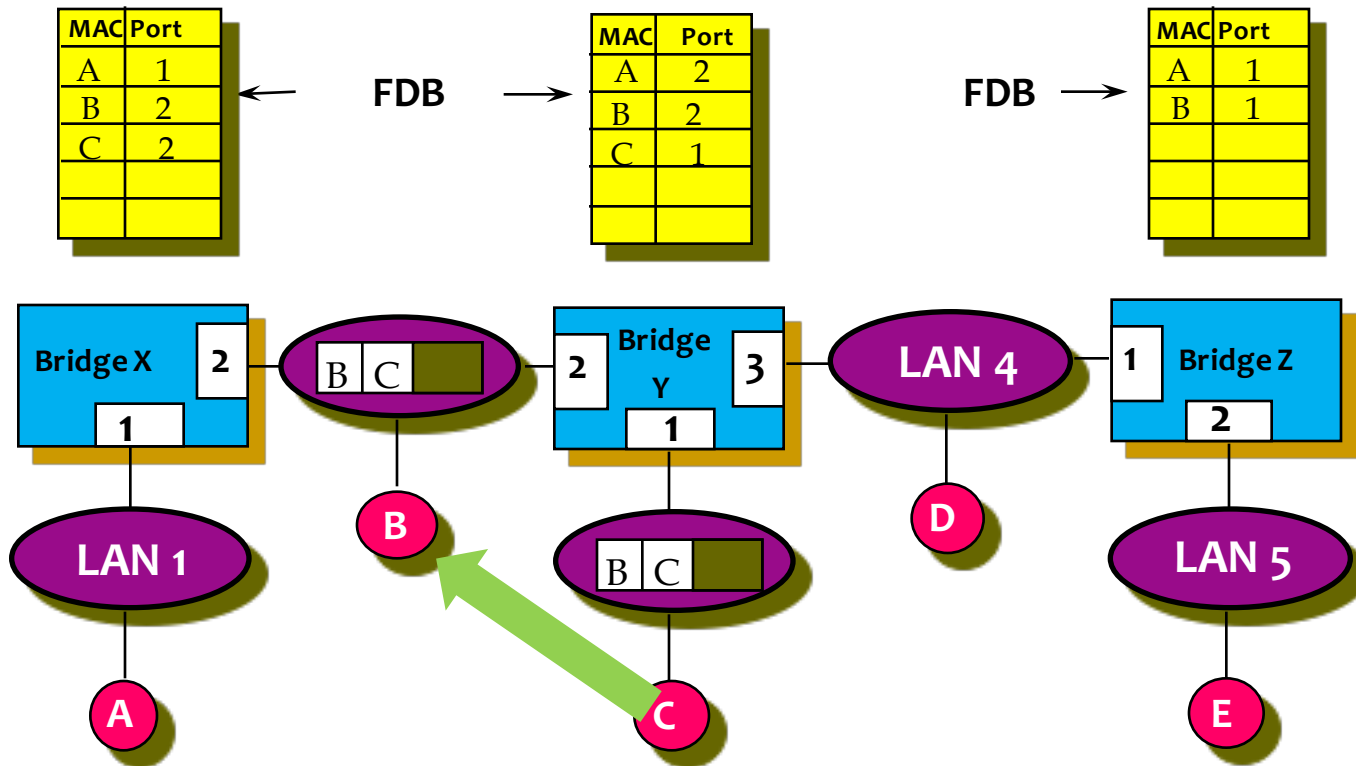 MAC Port
A 1
B 2
C 2
FDB
MAC Port
A 2
B 2
C 1
FDB
MAC Port
A 1
B 1
Bridge X
2
1
B C
2
Bridge
Y
3
1
LAN 4
1
Bridge Z
2
LAN 1
B
B C
D
LAN 5
A
C
E